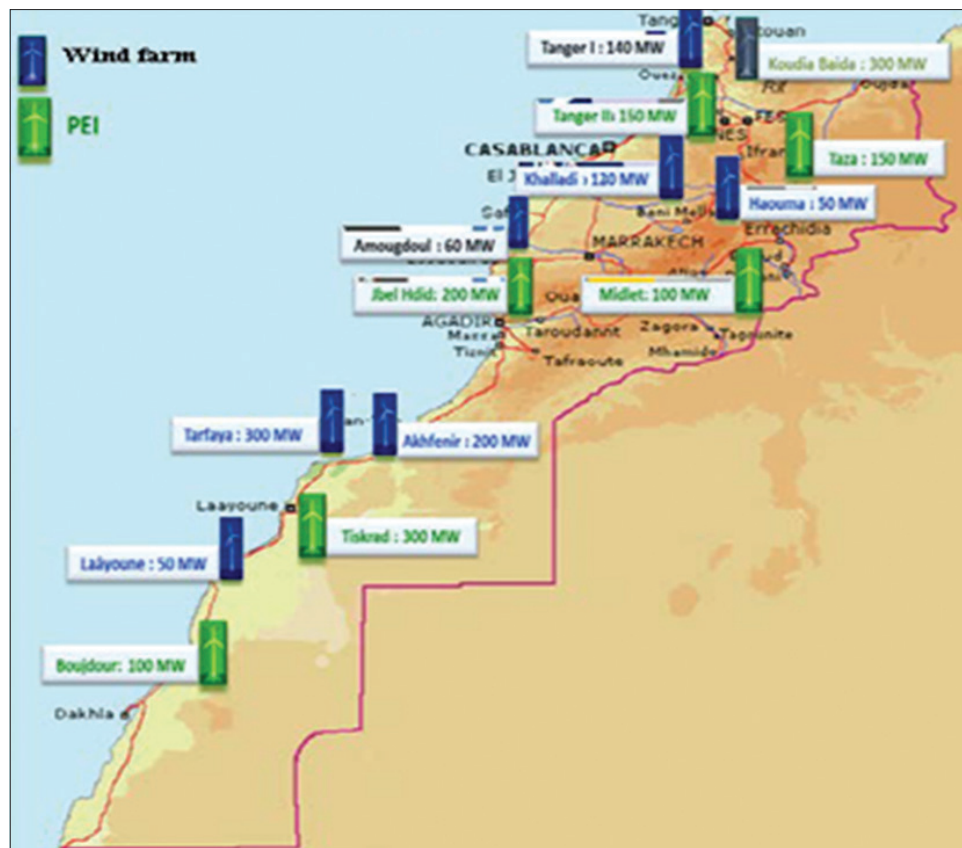 Wind farm
PEI
Tanger I : 140 MW
Koudia Baida : 300 MW
Tanger II: 150 MW
Taza : 150 MW
CASABLANCA
Khalladi : 120 MW
Haouma : 50 MW
Errachidia
MARRAKECH
Amougdoul : 60 MW
Jbel Hdid: 200 MW
Midlet: 100 MW
AGADIR
Taroudannt
Zagora
Tagounite
Mhamid
Tiznit
Tafraoute
Tarfaya : 300 MW
Akhfenir : 200 MW
Laayoune
Tiskrad : 300 MW
Laâyoune : 50 MW
Boujdour: 100 MW
Dakhla